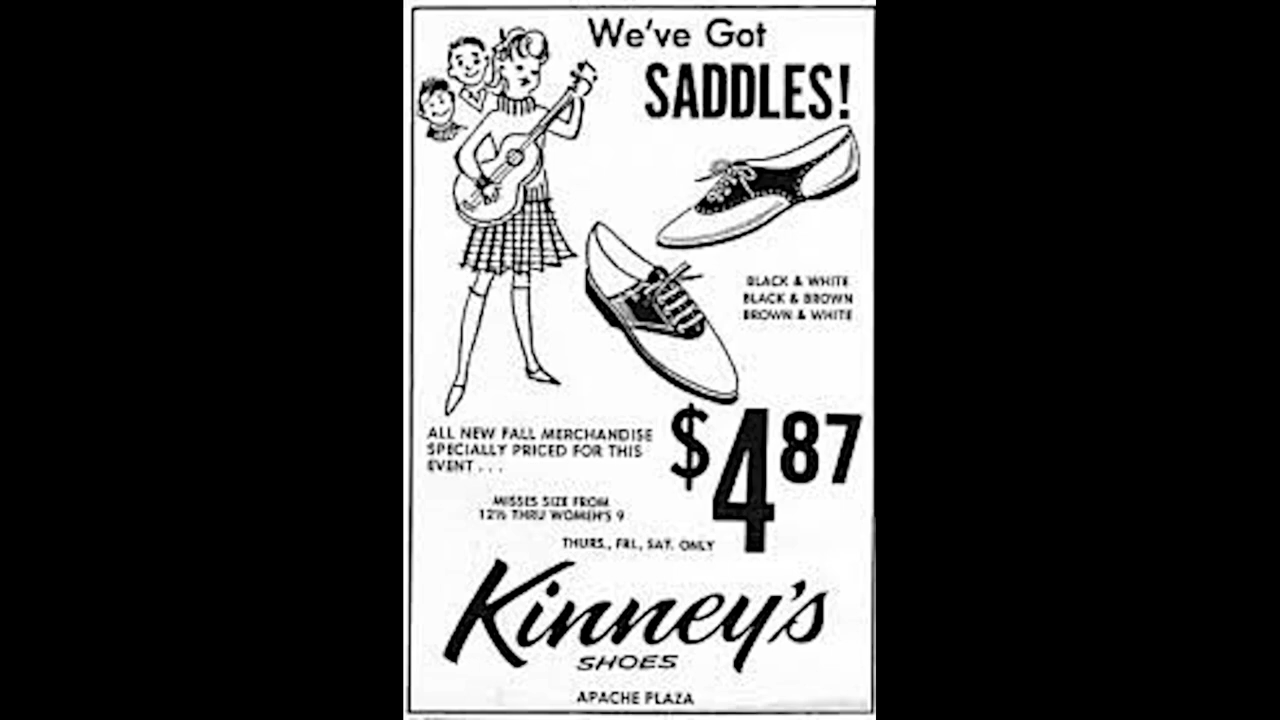 We've Got
SADDLES!
BLACK & WHITE
BLACK & BROWN
BROWN & WHITE
$4 87
ALL NEW FALL MERCHANDISE
SPECIALLY PRICED FOR THIS
EVENT . . .
MISSES SIZE FROM
12½ THRU WOMEN'S 9
THURS., FRI., SAT. ONLY
Kinney's
SHOES
APACHE PLAZA